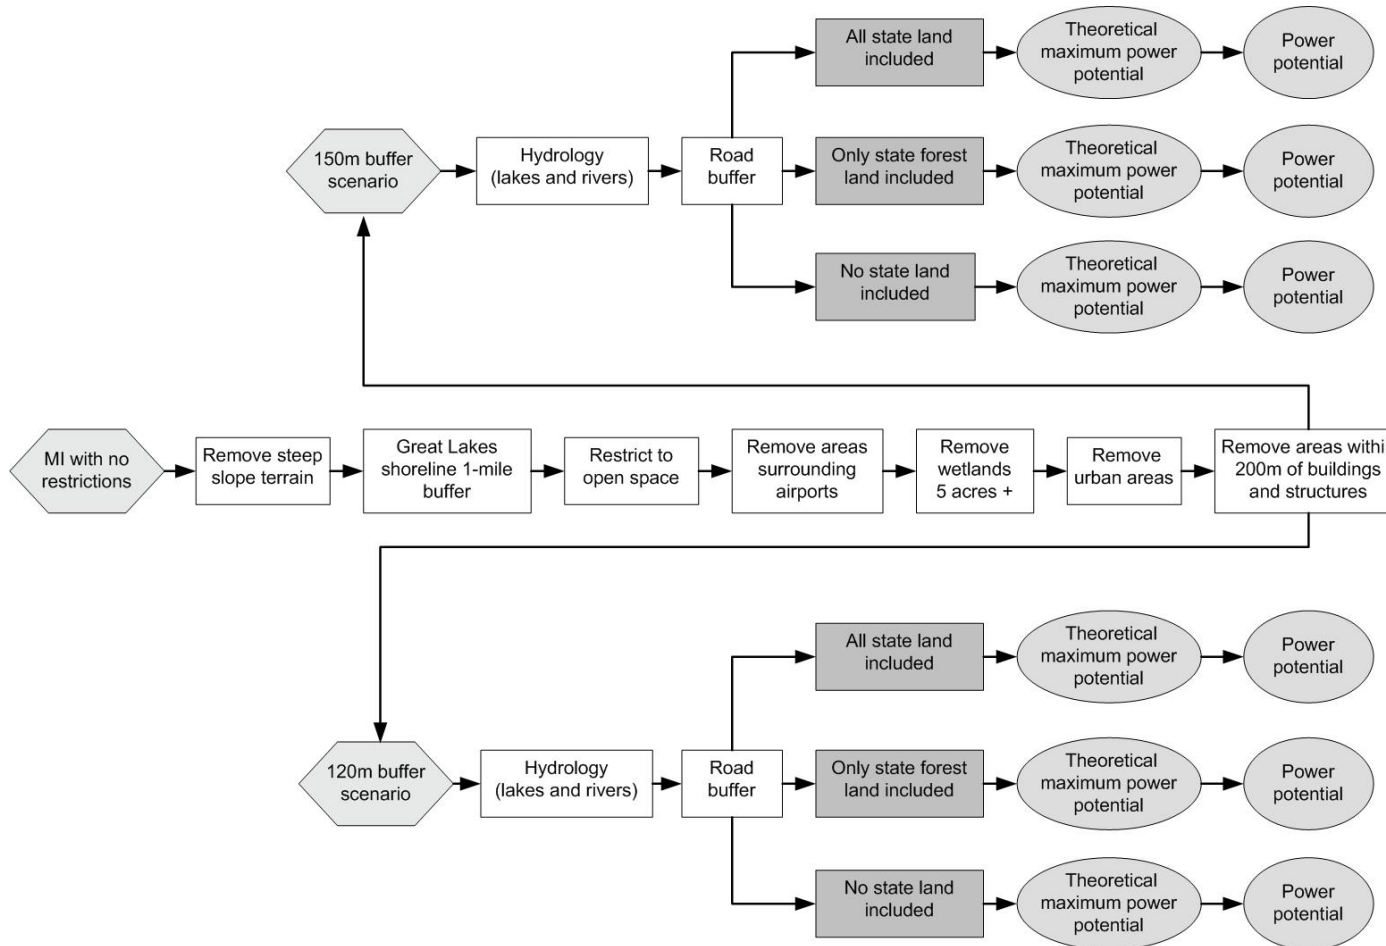 All state land
included
Theoretical
maximum power
potential
Power
potential
150m buffer
scenario
Hydrology
(lakes and rivers)
Road
buffer
Only state forest
land included
Theoretical
maximum power
potential
Power
potential
No state land
included
Theoretical
maximum power
potential
Power
potential
MI with no
restrictions
Remove steep
slope terrain
Great Lakes
shoreline 1-mile
buffer
Restrict to
open space
Remove areas
surrounding
airports
Remove
wetlands
5 acres +
Remove
urban areas
Remove areas withi
200m of buildings
and structures
All state land
included
Theoretical
maximum power
potential
Power
potential
120m buffer
scenario
Hydrology
(lakes and rivers)
Road
buffer
Only state forest
land included
Theoretical
maximum power
potential
Power
potential
No state land
included
Theoretical
maximum power
potential
Power
potential